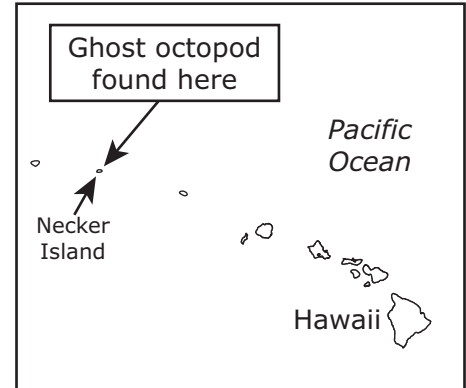 Ghost octopod
found here
Pacific
Ocean
Necker
Island
Hawaii